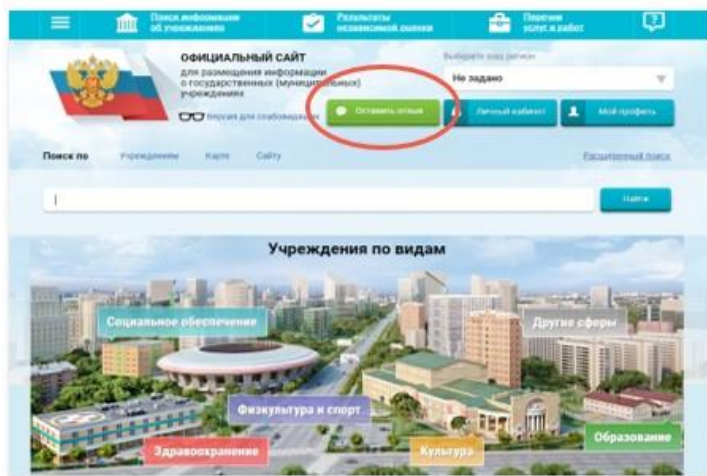 Поиск информации
об учреждениях
Результаты
независимой оценки
Перечни
услуг и работ
ОФИЦИАЛЬНЫЙ САЙТ
для размещения информации
о государственных (муниципальных)
учреждениях
Версия для слабовидящих
Оставить отзыв
Выберите ваш регион
Не задано
Личный кабинет
Мой профиль
Поиск по
Учреждениям
Карте
Сайту
Расширенный поиск
Найти
Учреждения по видам
Социальное обеспечение
Другие сферы
Физкультура и спорт
Здравоохранение
Культура
Образование